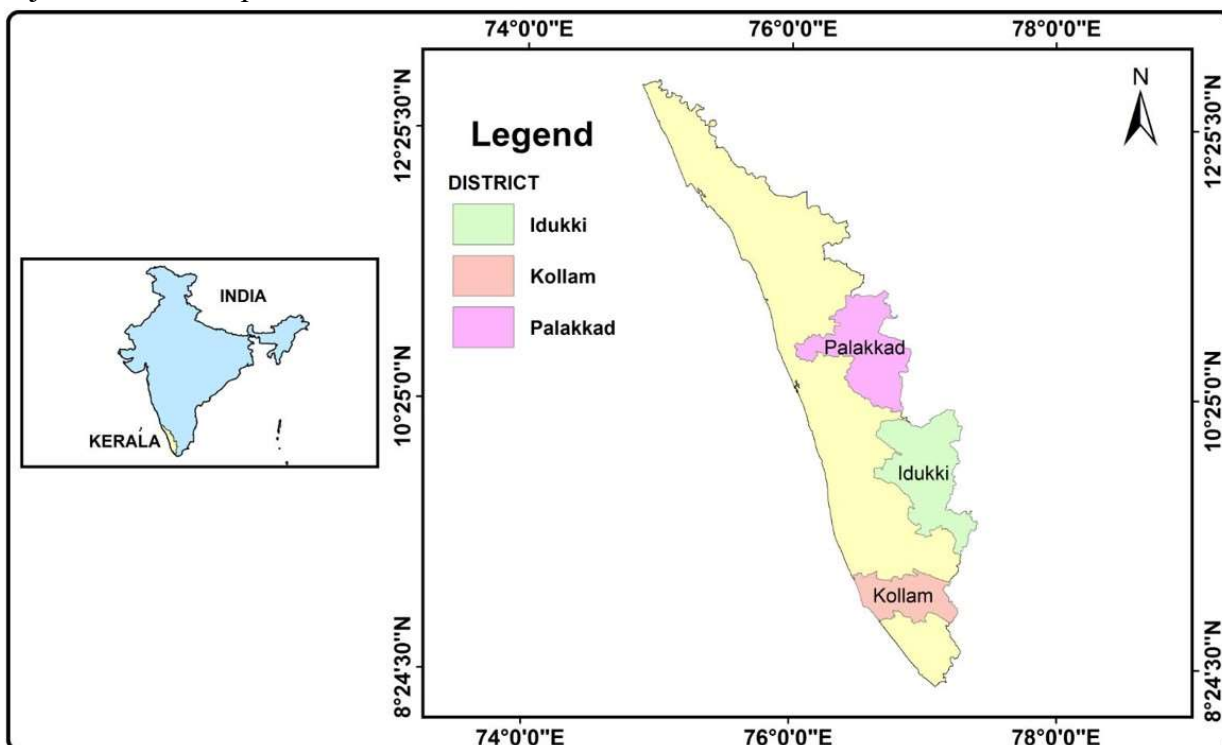 74°0'0"E 76°0'0"E 78°0'0"E
N
12°25'30"N
12°25'30"N
Legend
DISTRICT
Idukki
Kollam
Palakkad
INDIA
KERALA
Palakkad
10°25'0"N
10°25'0"N
Idukki
Kollam
8°24'30"N
8°24'30"N
74°0'0"E 76°0'0"E 78°0'0"E